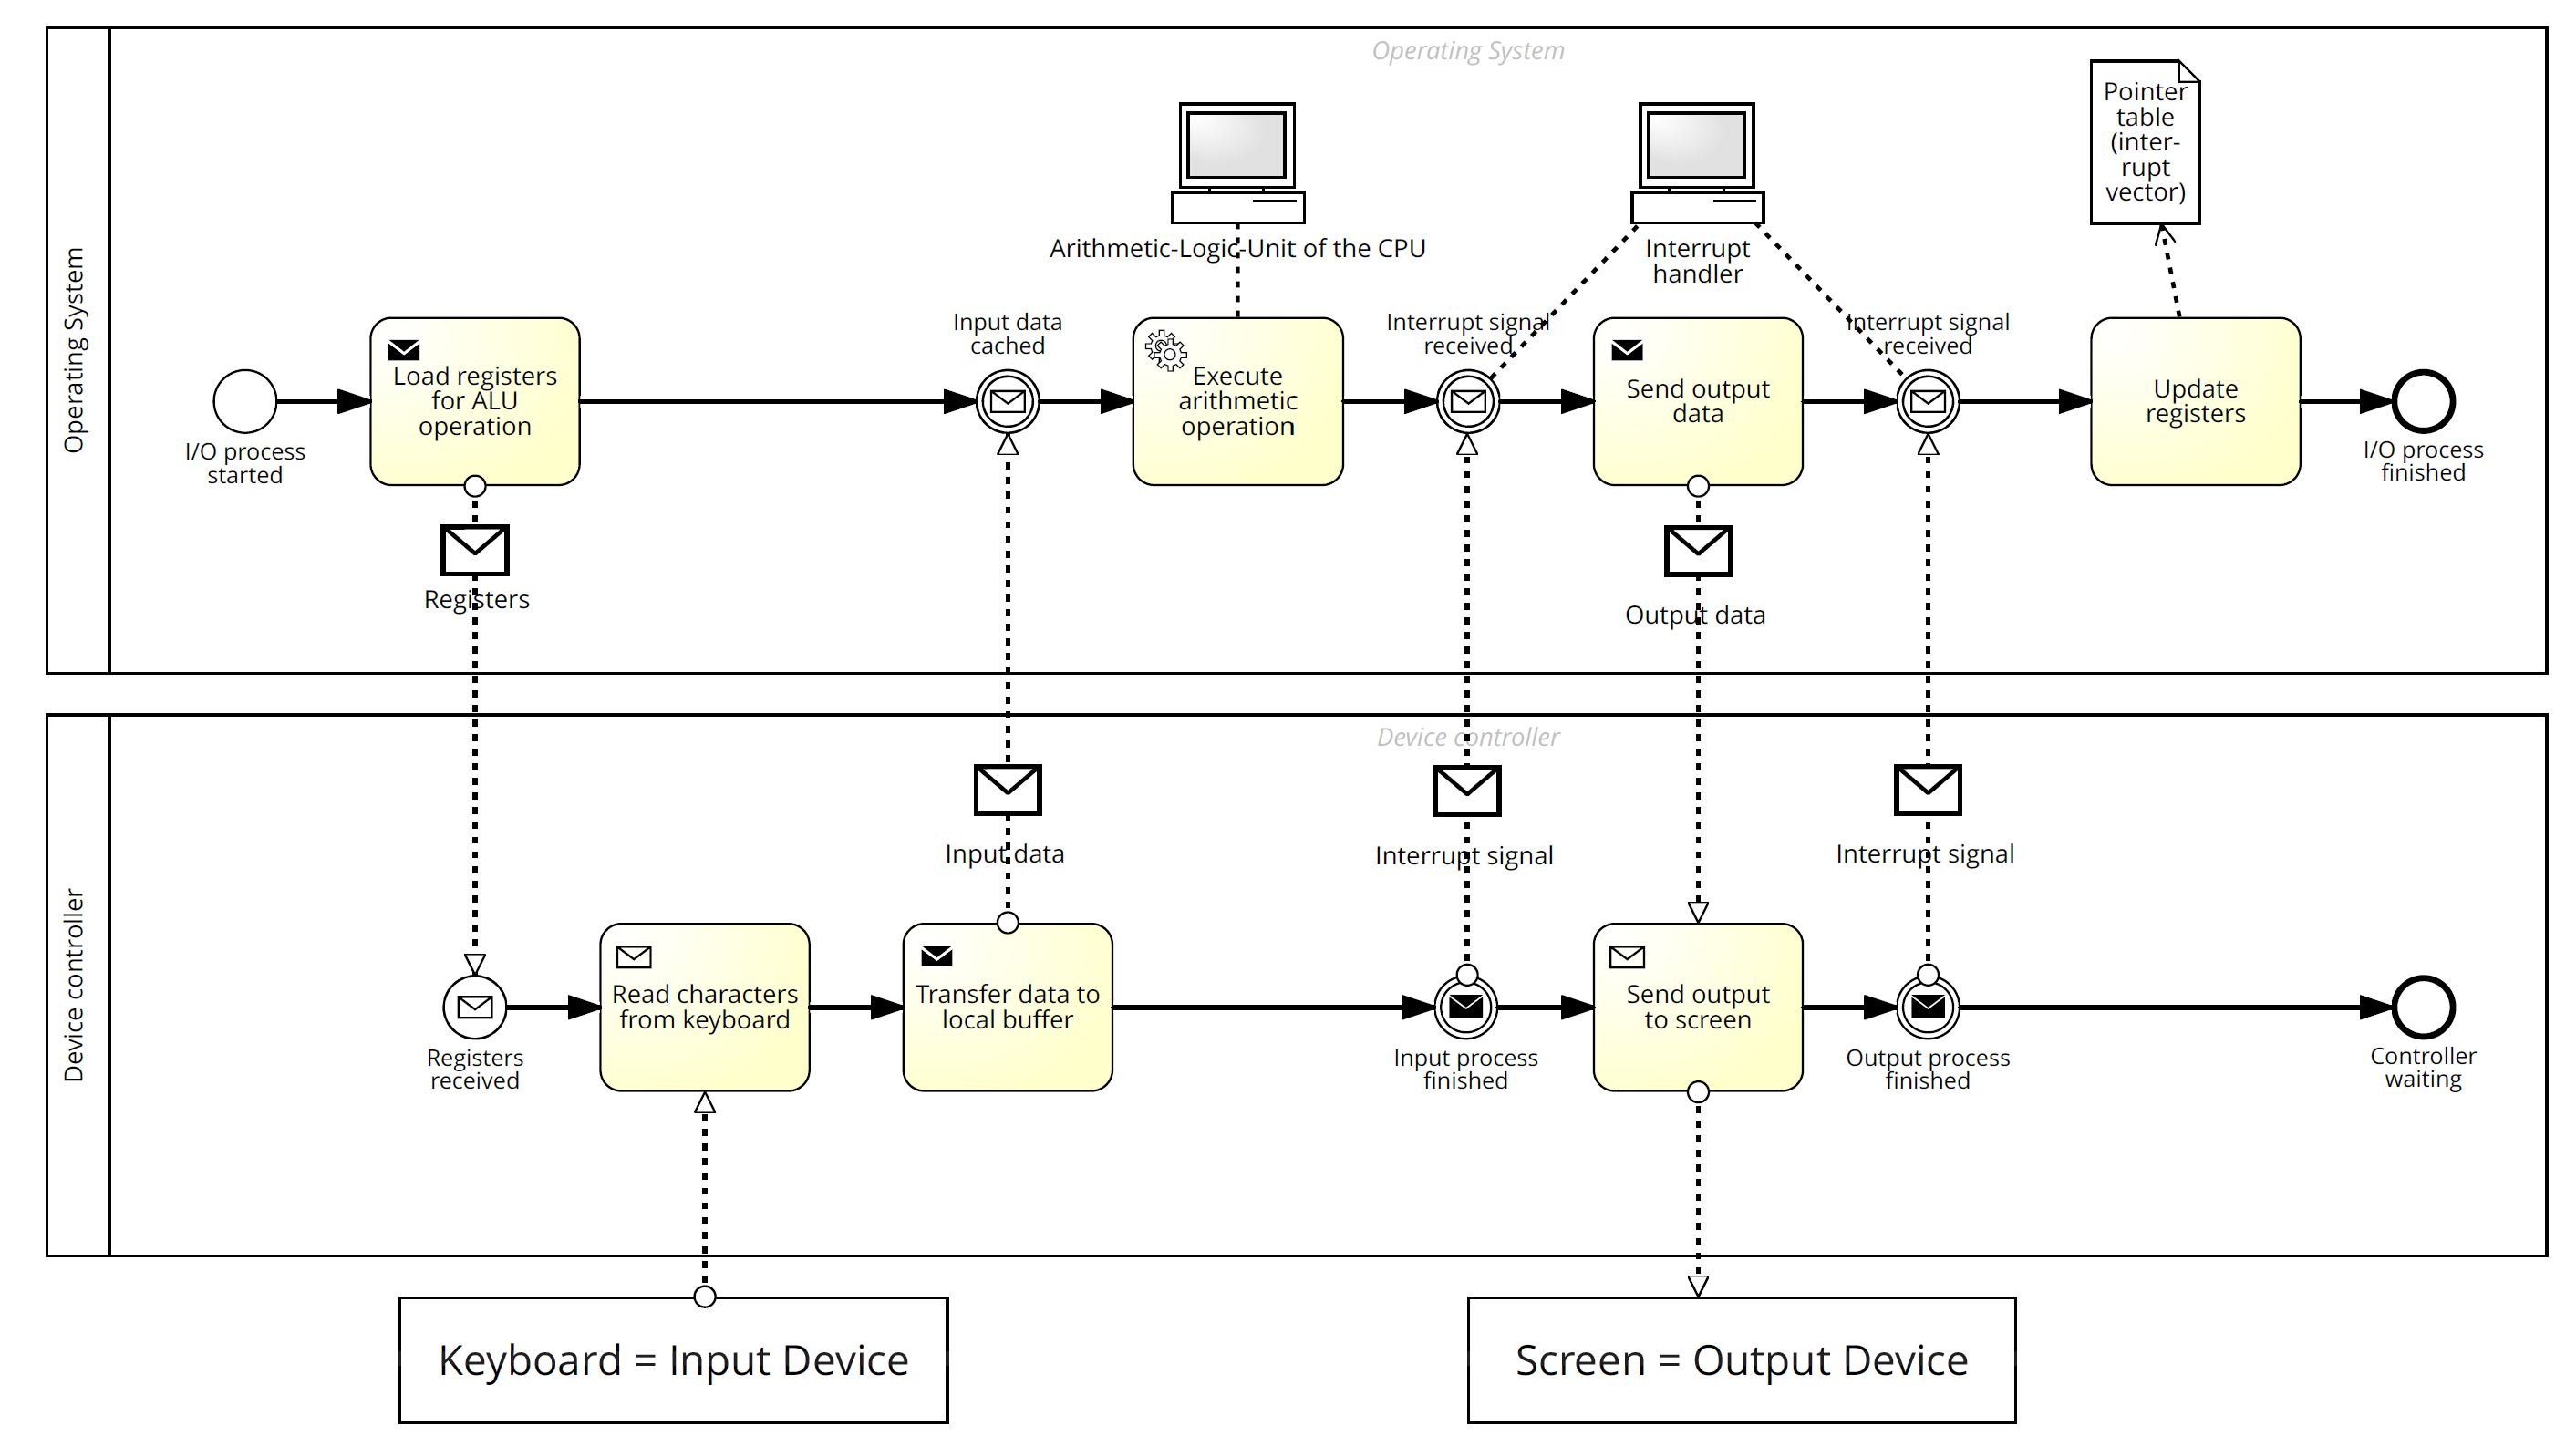 Operating System
Operating System
Pointer
table
(inter-
rupt
vector)
Arithmetic-Logic-Unit of the CPU
Interrupt
handler
Input data
cached
Interrupt signal
received
Interrupt signal
received
Load registers
for ALU
operation
Execute
arithmetic
operation
Send output
data
Update
registers
I/O process
started
I/O process
finished
Registers
Output data
Device controller
Device controller
Input data
Interrupt signal
Interrupt signal
Read characters
from keyboard
Transfer data to
local buffer
Send output
to screen
Registers
received
Input process
finished
Output process
finished
Controller
waiting
Keyboard = Input Device
Screen = Output Device